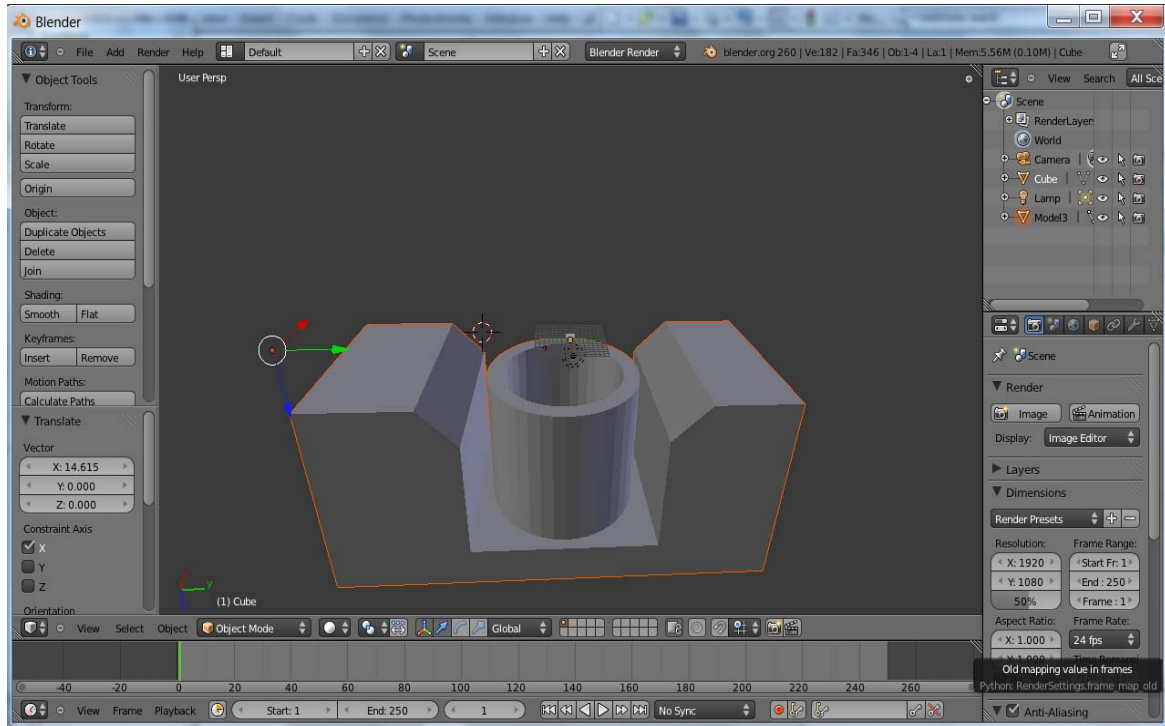 Blender
File Add Render Help Default Scene Blender Render blender.org 260 | Ve:182 | Fa:346 | Ob:1-4 | La:1 | Mem:5.56M (0.10M) | Cube
Object Tools
Transform:
Translate
Rotate
Scale
Origin
Object:
Duplicate Objects
Delete
Join
Shading:
Smooth Flat
Keyframes:
Insert Remove
Motion Paths:
Calculate Paths
Translate
Vector
X: 14.615
Y: 0.000
Z: 0.000
Constraint Axis
X
Y
Z
Orientation
User Persp
(1) Cube
View Select Object Object Mode Global
-40 -20 0 20 40 60 80 100 120 140 160 180 200 220 240 260
View Frame Playback Start: 1 End: 250 1 No Sync
View Search All Sce
Scene
RenderLayer:
World
Camera
Cube
Lamp
Model3
Scene
Render
Image Animation
Display: Image Editor
Layers
Dimensions
Render Presets
Resolution: Frame Range:
X: 1920 Start Fr: 1
Y: 1080 End : 250
50% Frame : 1
Aspect Ratio: Frame Rate:
X: 1.000 24 fps
Old mapping value in frames
Python: RenderSettings.frame_map_old
Anti-Aliasing